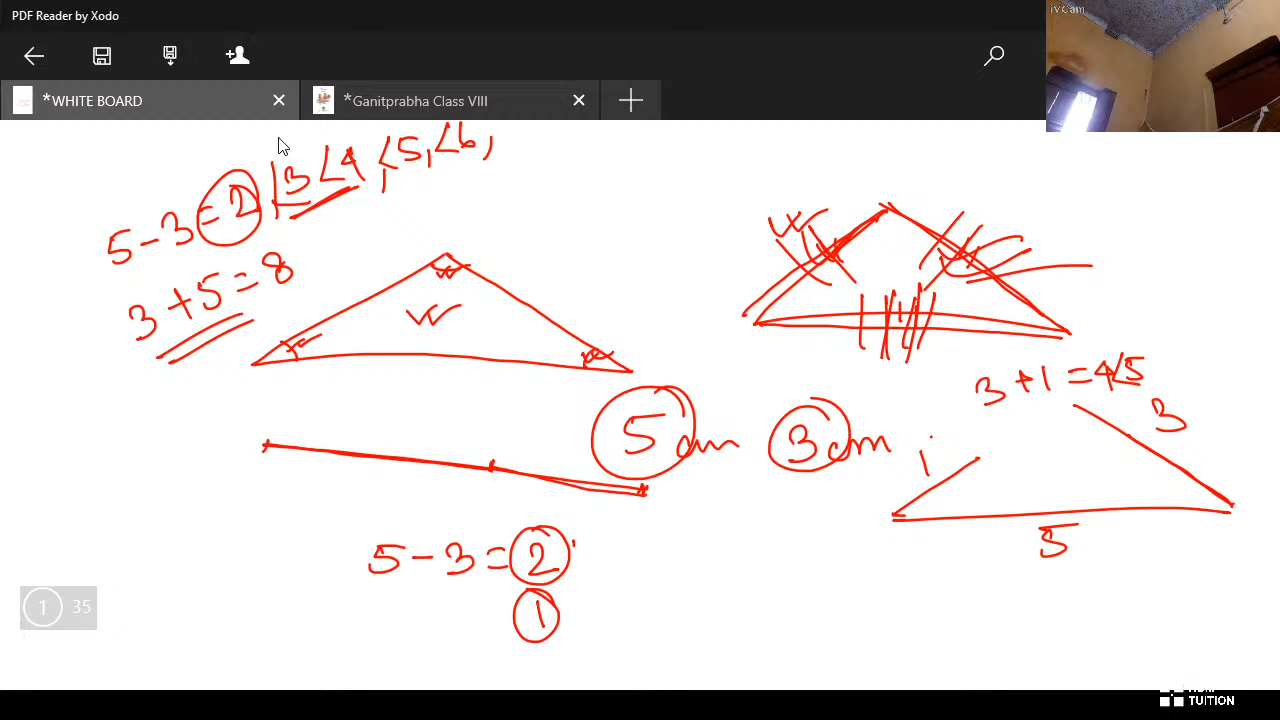 PDF Reader by Xodo
iVCam
*WHITE BOARD
*Ganitprabha Class VIII
5 - 3 = 2 < 3 < 4, < 5, < 6,
3 + 5 = 8
3 + 1 = 4 < 5
3
5 cm 3 cm
1
5
5 - 3 = 2
1
1 35
TUITION